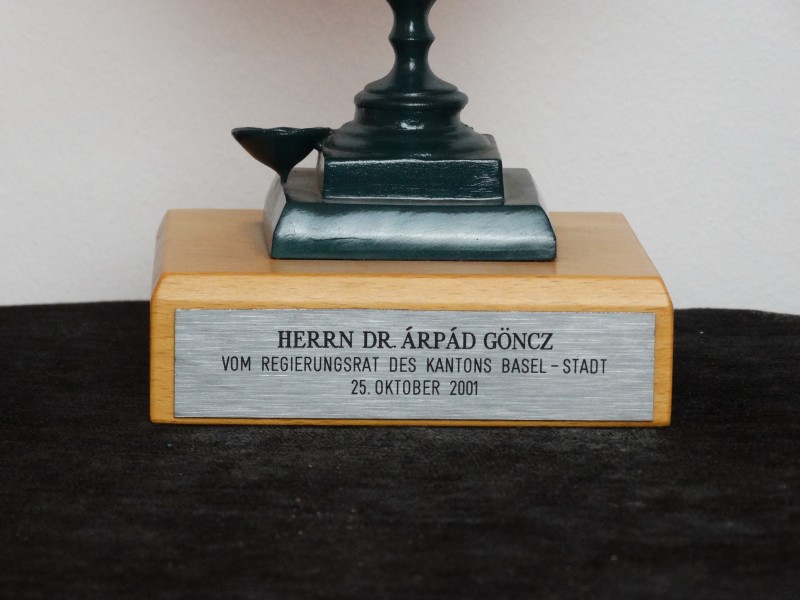 HERRN DR. ÁRPÁD GÖNCZ
VOM REGIERUNGSRAT DES KANTONS BASEL-STADT
25. OKTOBER 2001